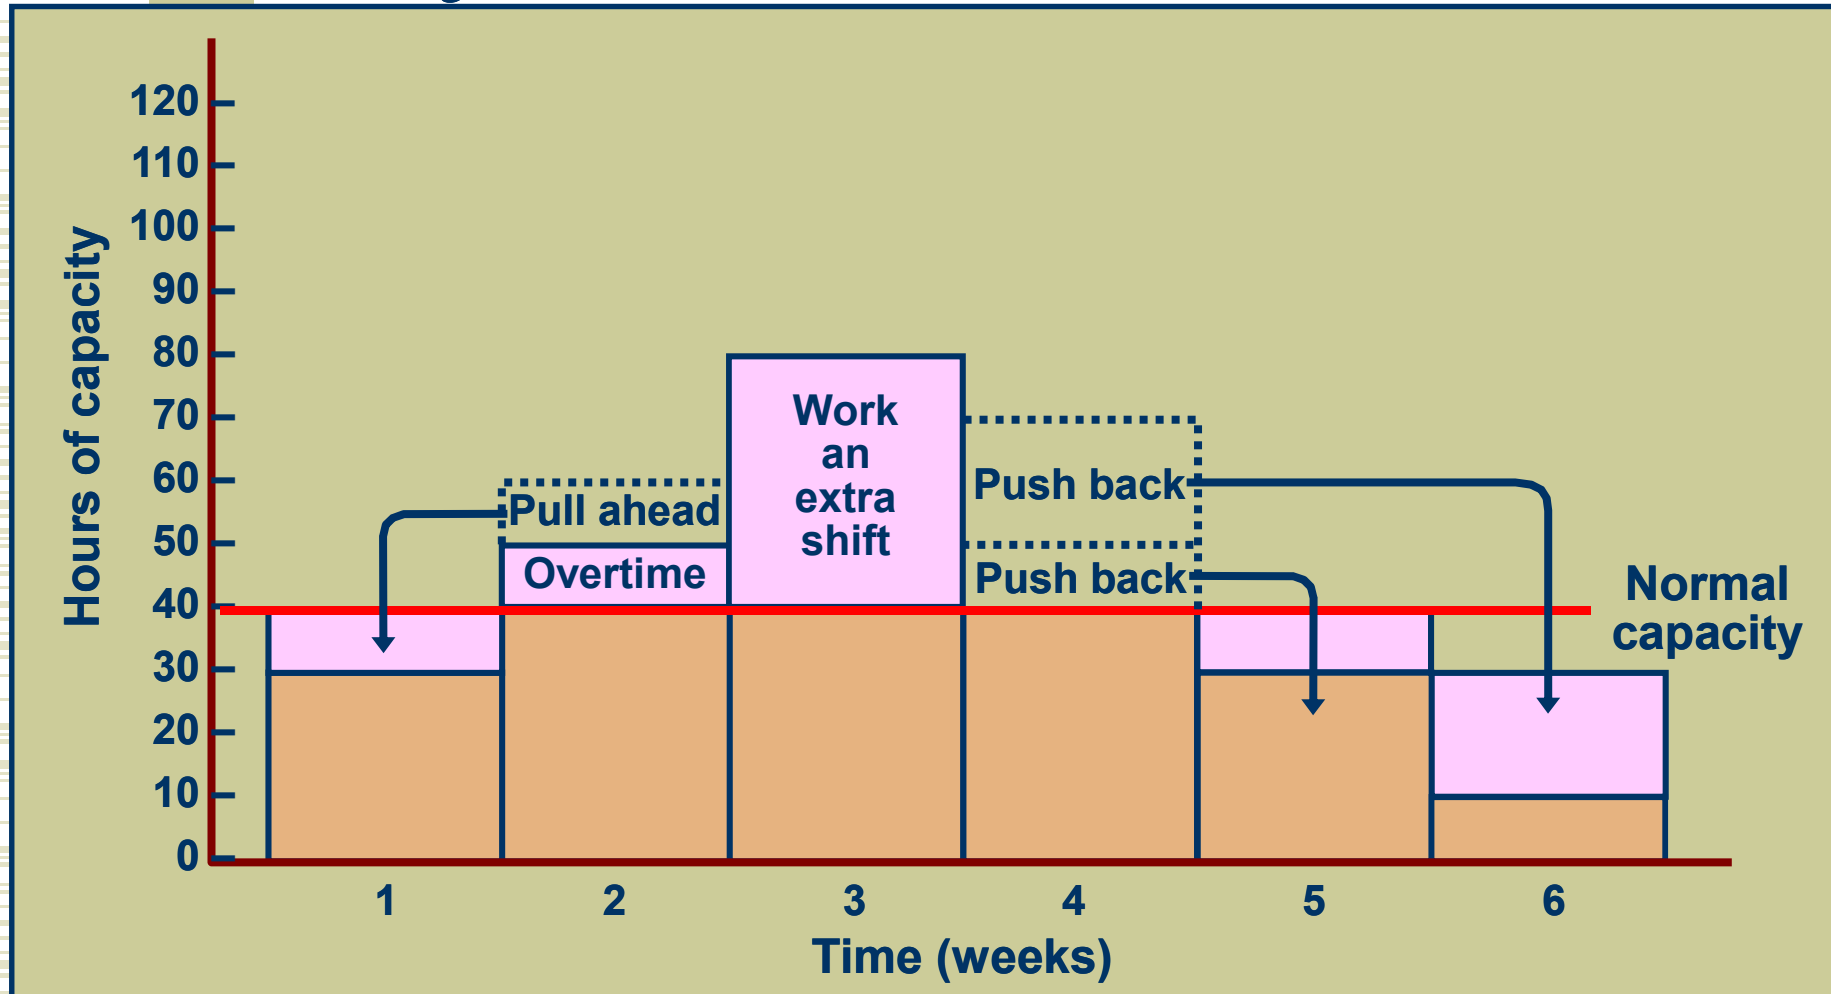 120
110
100
90
80
70
60
50
40
30
20
10
0
Hours of capacity
Pull ahead
Overtime
Work
an
extra
shift
Push back
Push back
Normal
capacity
1 2 3 4 5 6
Time (weeks)